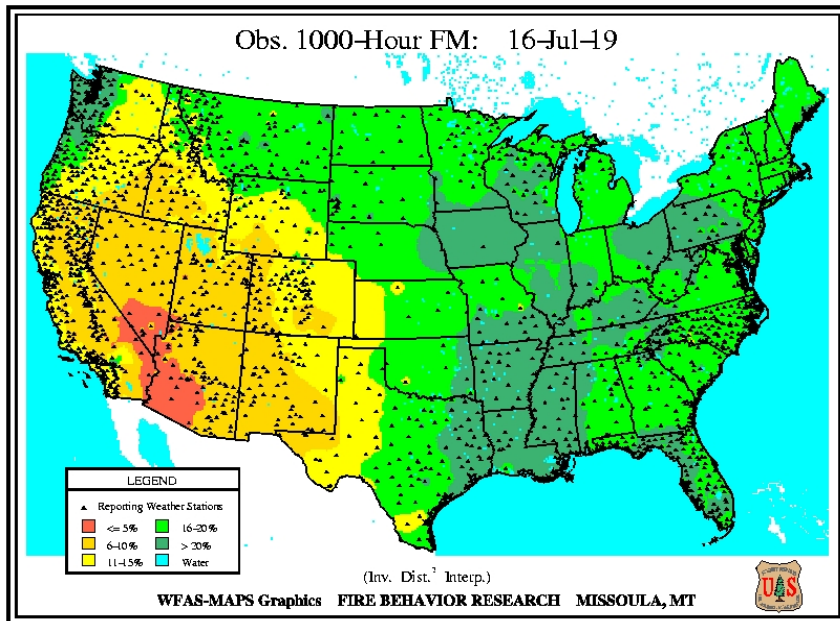 Obs. 1000-Hour FM: 16-Jul-19
LEGEND
Reporting Weather Stations
<= 5% 16-20%
6-10% > 20%
11-15% Water
(Inv. Dist.² Interp.)
WFAS-MAPS Graphics FIRE BEHAVIOR RESEARCH MISSOULA, MT
U S